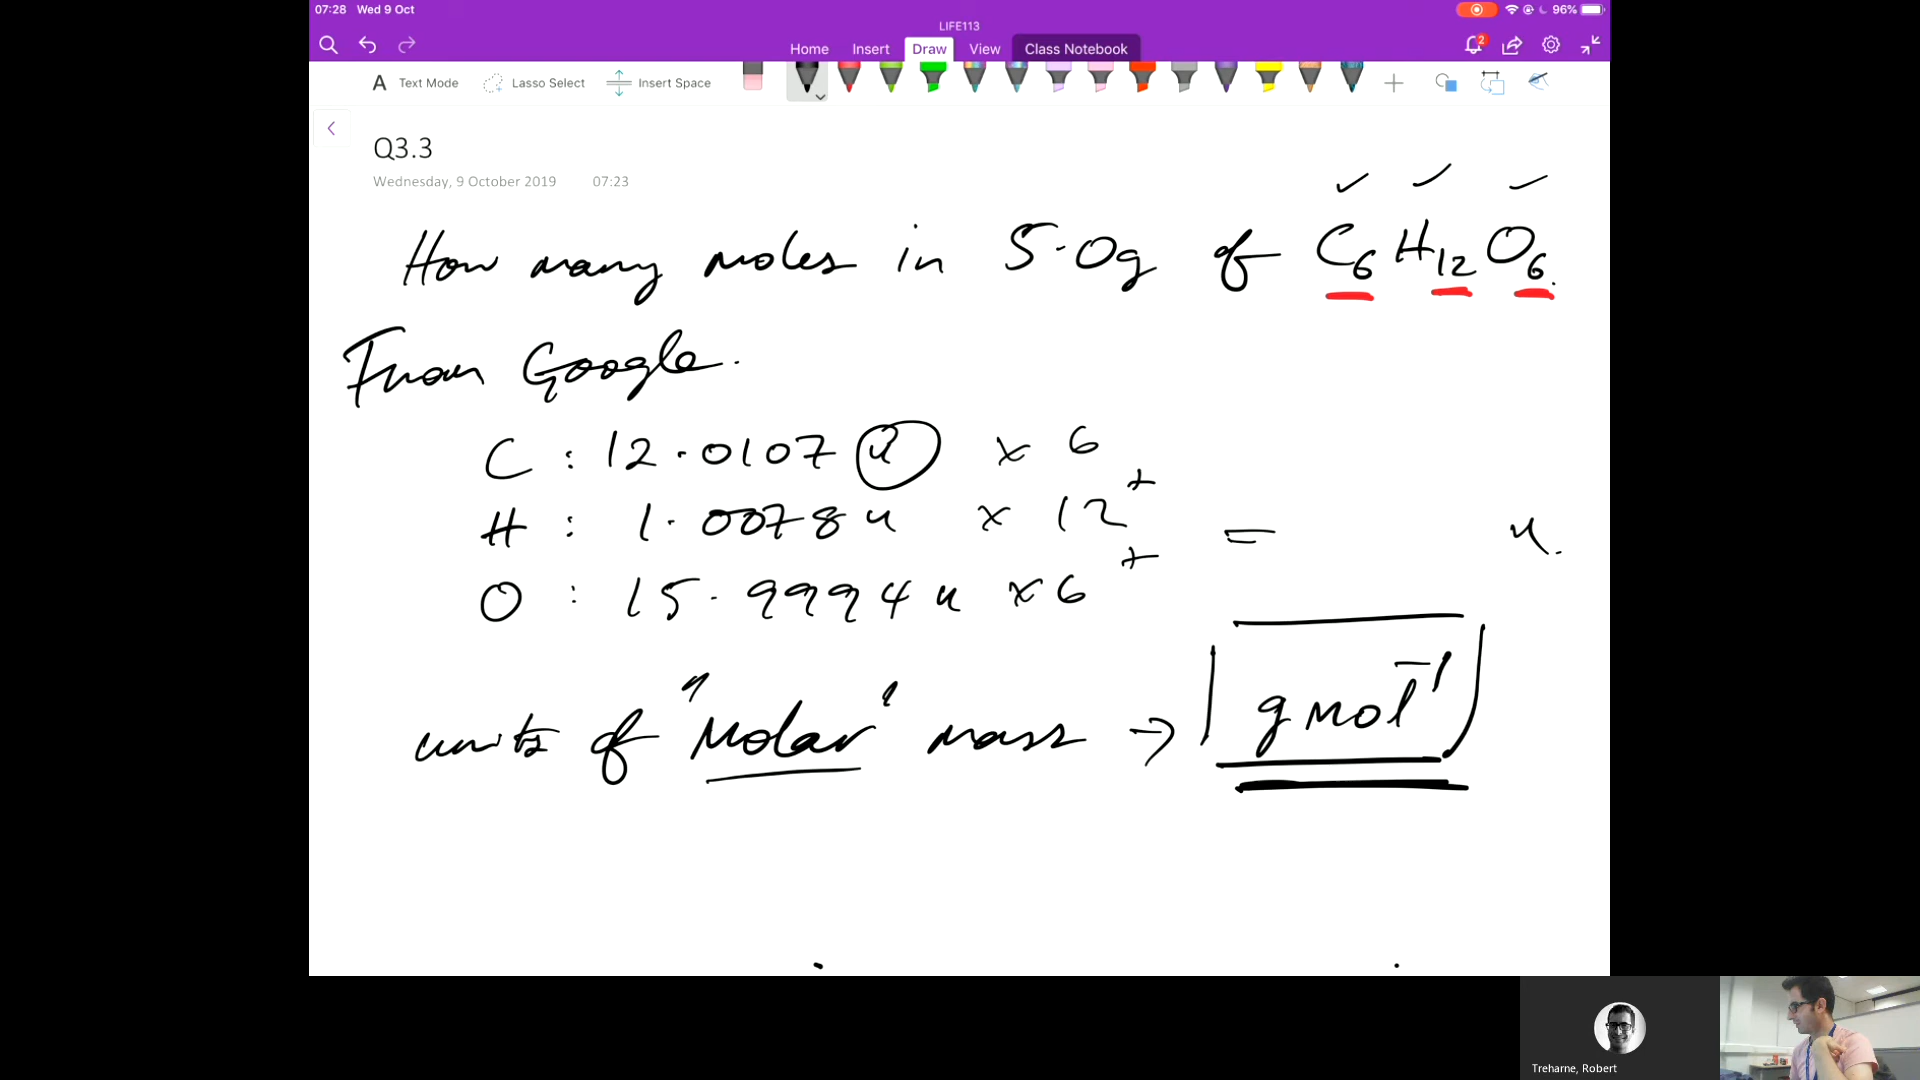 07:28 Wed 9 Oct
96%
LIFE113
Home Insert Draw View Class Notebook
2
A Text Mode Lasso Select Insert Space
Q3.3
Wednesday, 9 October 2019 07:23
How many moles in 5.0g of C6H12O6.
From Google.
C : 12.0107 u x 6
+
H : 1.0078 u x 12 = u.
+
O : 15.9994 u x 6
units of "Molar" mass → g mol⁻¹
Treharne, Robert